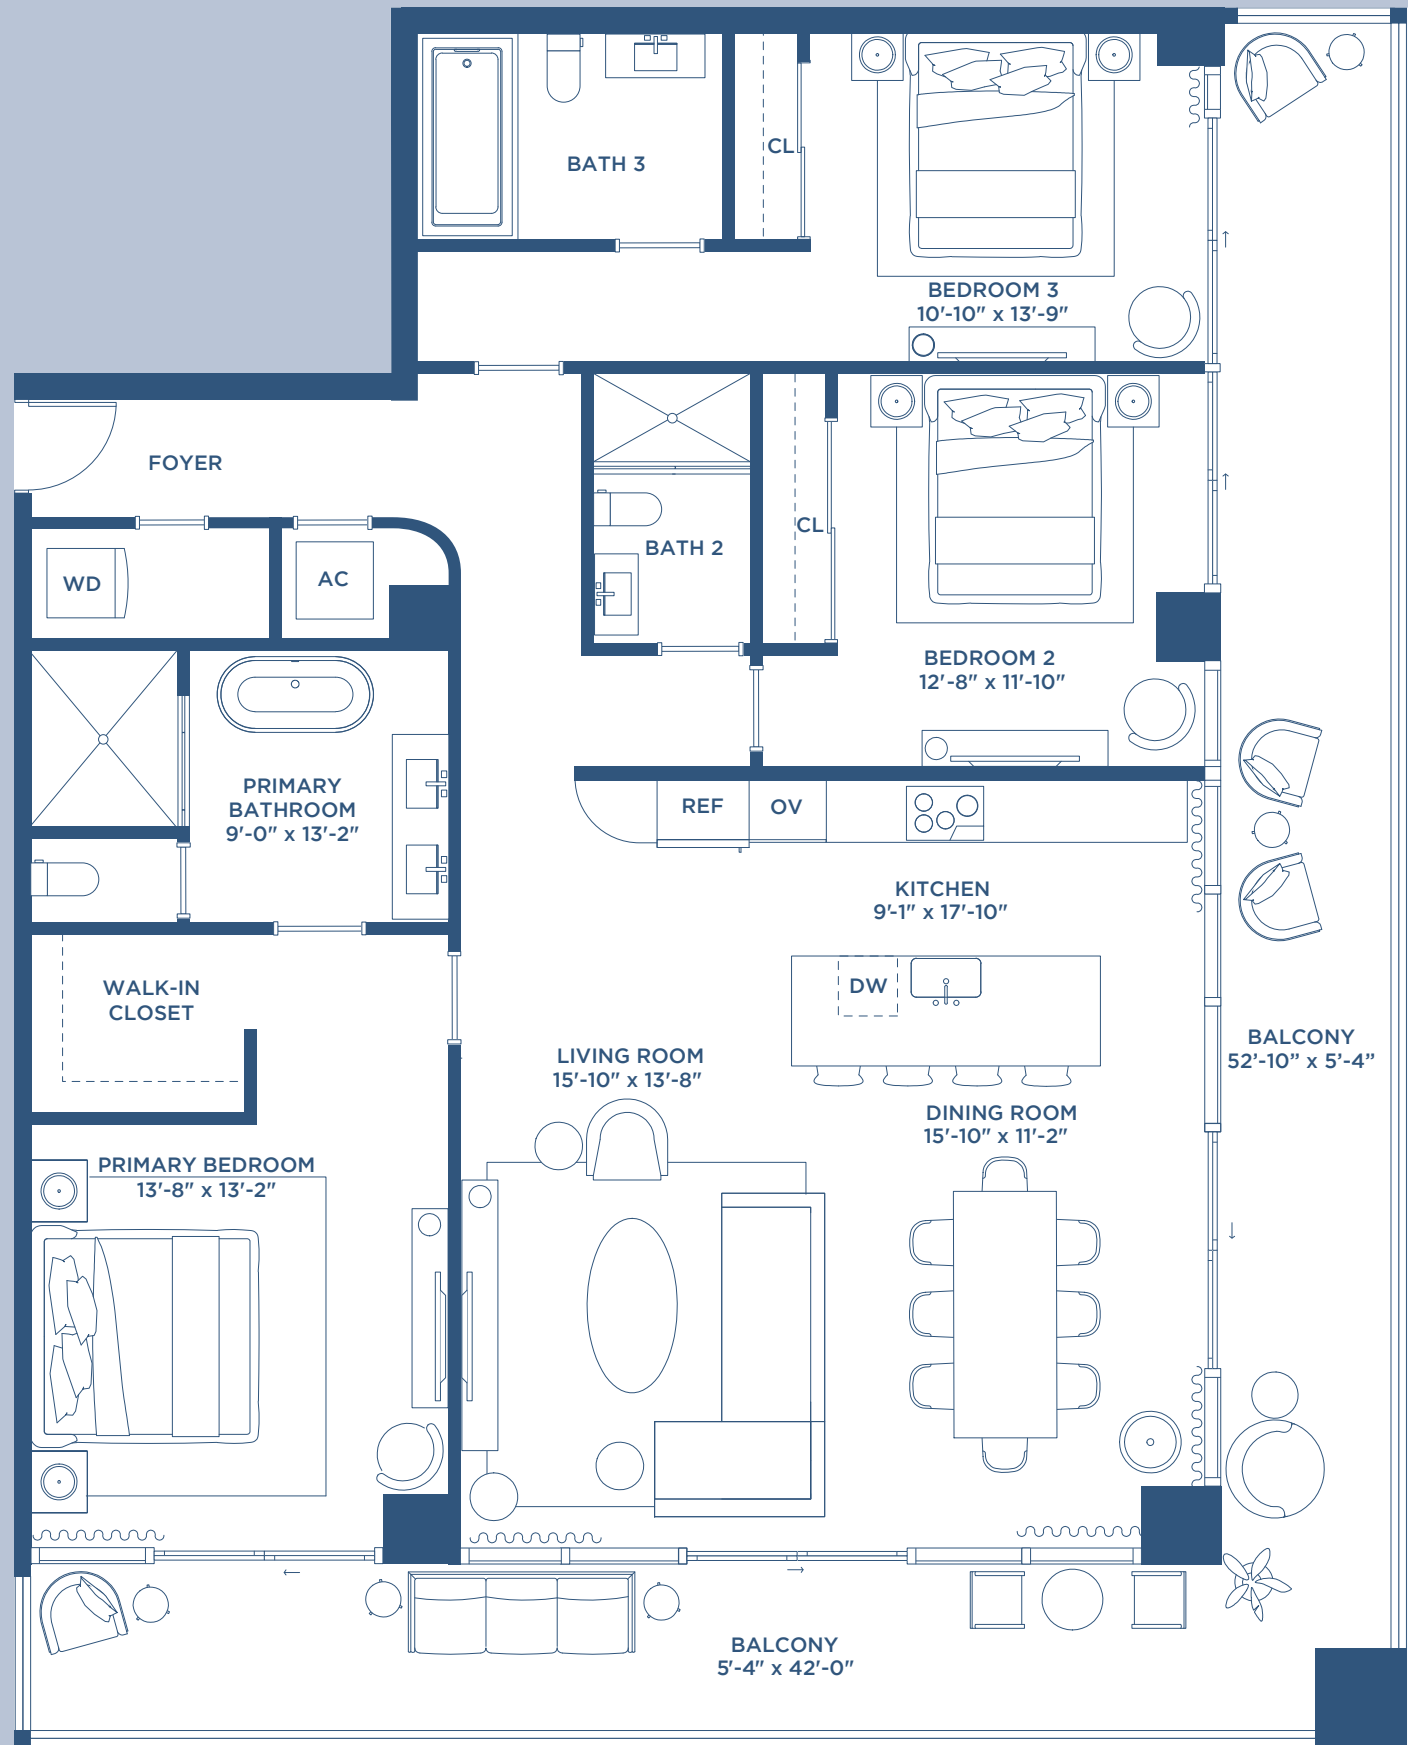 BATH 3
CL
BEDROOM 3
10'-10" x 13'-9"
FOYER
CL
BATH 2
WD
AC
BEDROOM 2
12'-8" x 11'-10"
PRIMARY
BATHROOM
9'-0" x 13'-2"
REF
OV
KITCHEN
9'-1" x 17'-10"
WALK-IN
CLOSET
DW
LIVING ROOM
15'-10" x 13'-8"
BALCONY
52’-10” x 5’-4”
DINING ROOM
15'-10" x 11'-2"
PRIMARY BEDROOM
13'-8" x 13'-2"
BALCONY
5'-4" x 42'-0"